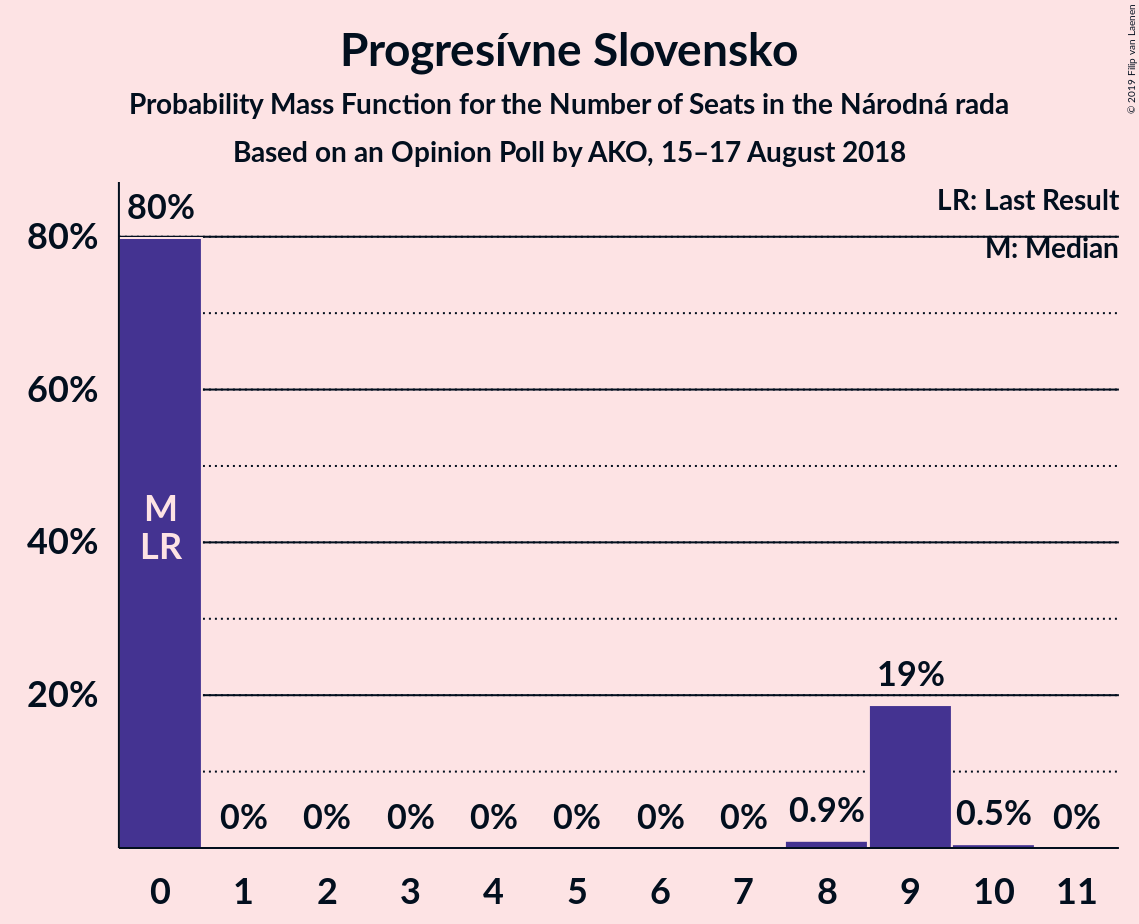 Progresívne Slovensko
Probability Mass Function for the Number of Seats in the Národná rada
Based on an Opinion Poll by AKO, 15–17 August 2018
© 2019 Filip van Laenen
LR: Last Result
M: Median
80%
60%
40%
20%
80%
M
LR
0%
0%
0%
0%
0%
0%
0%
0.9%
19%
0.5%
0%
0 1 2 3 4 5 6 7 8 9 10 11